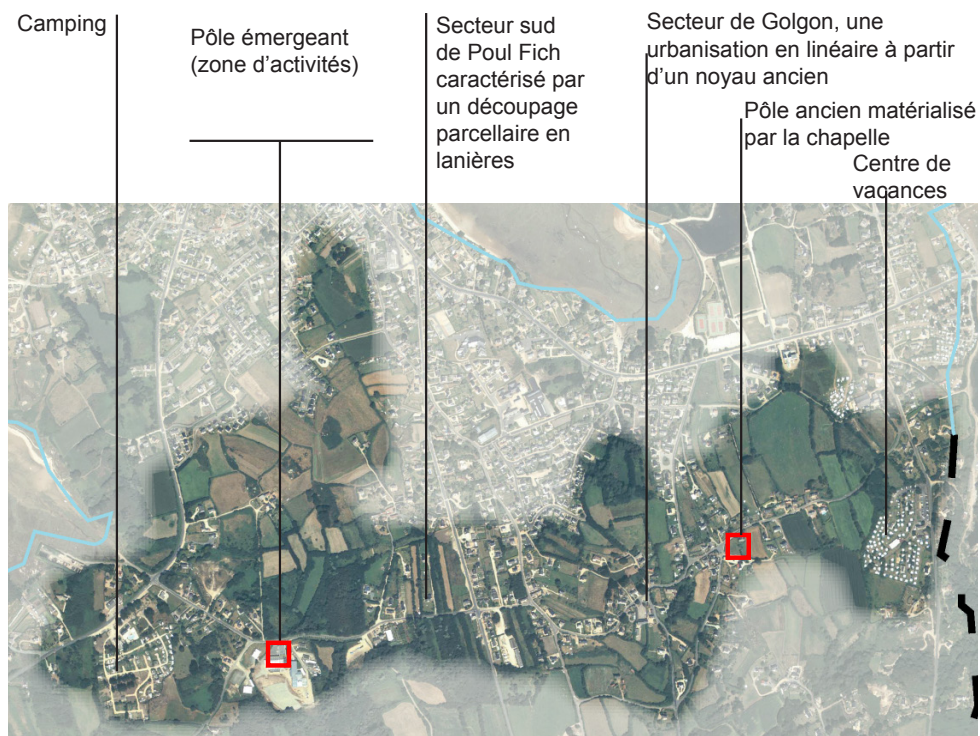 Camping
Pôle émergeant
(zone d'activités)
Secteur sud
de Poul Fich
caractérisé par
un découpage
parcellaire en
lanières
Secteur de Golgon, une
urbanisation en linéaire à partir
d'un noyau ancien
Pôle ancien matérialisé
par la chapelle
Centre de
vacances